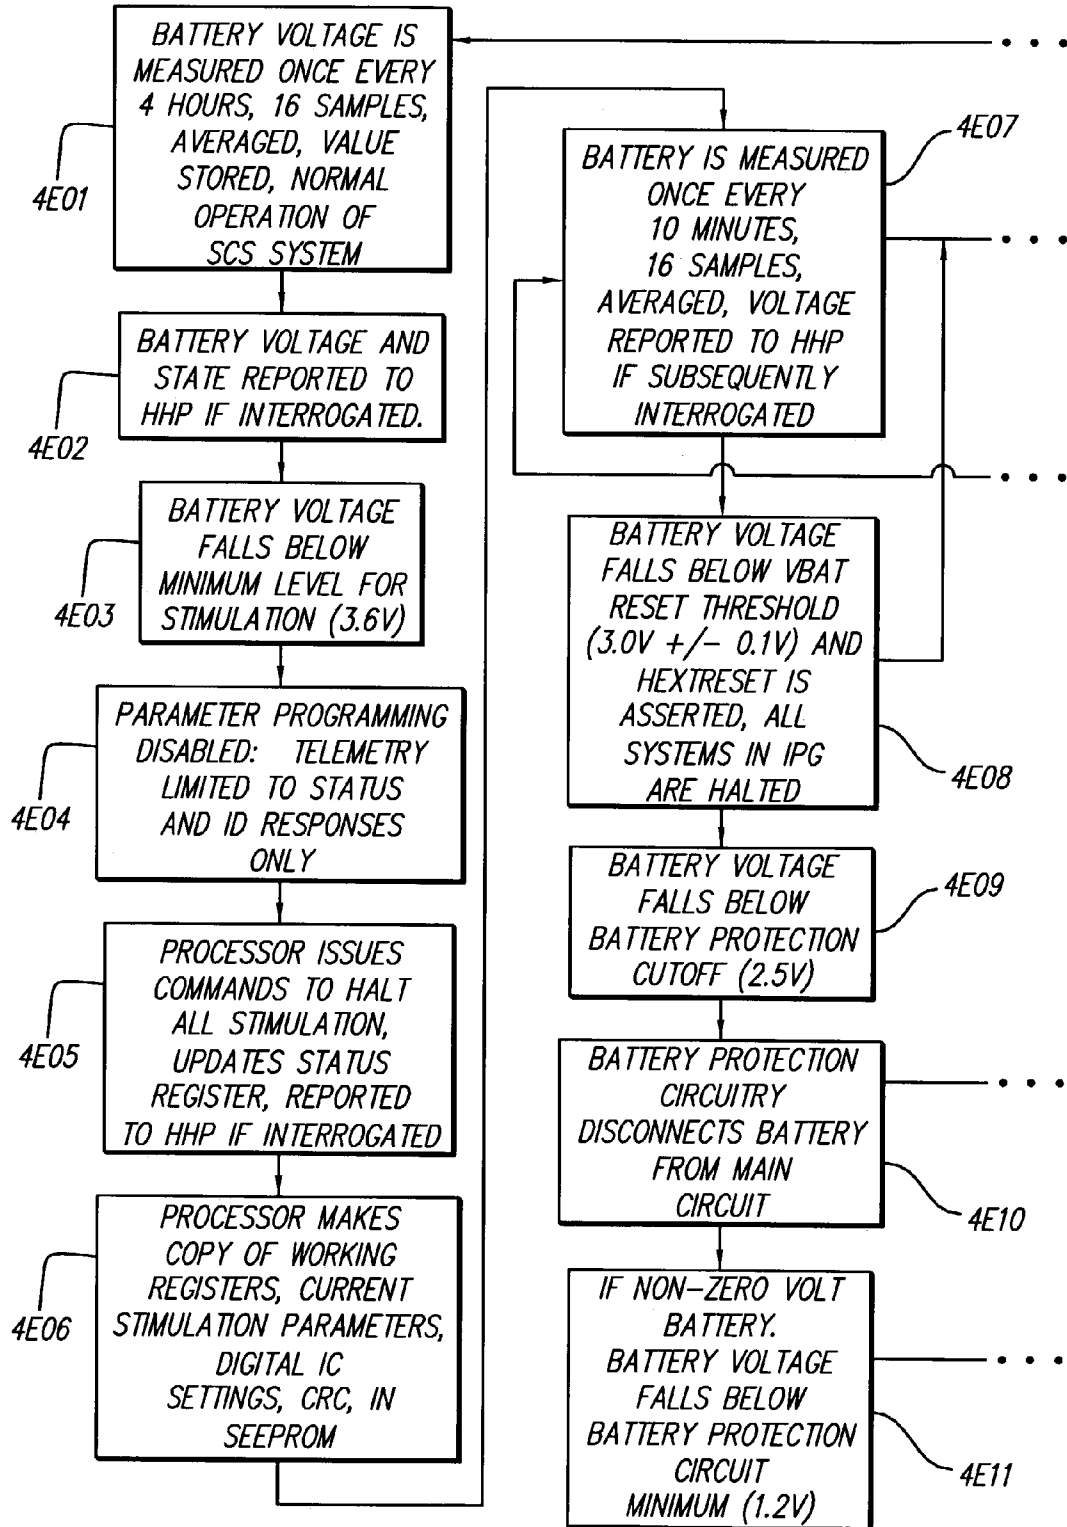 BATTERY VOLTAGE IS
MEASURED ONCE EVERY
4 HOURS, 16 SAMPLES,
AVERAGED, VALUE
STORED, NORMAL
OPERATION OF
SCS SYSTEM
4E01
BATTERY VOLTAGE AND
STATE REPORTED TO
HHP IF INTERROGATED.
4E02
BATTERY VOLTAGE
FALLS BELOW
MINIMUM LEVEL FOR
STIMULATION (3.6V)
4E03
PARAMETER PROGRAMMING
DISABLED: TELEMETRY
LIMITED TO STATUS
AND ID RESPONSES
ONLY
4E04
PROCESSOR ISSUES
COMMANDS TO HALT
ALL STIMULATION,
UPDATES STATUS
REGISTER, REPORTED
TO HHP IF INTERROGATED
4E05
PROCESSOR MAKES
COPY OF WORKING
REGISTERS, CURRENT
STIMULATION PARAMETERS,
DIGITAL IC
SETTINGS, CRC, IN
SEEPROM
4E06
BATTERY IS MEASURED
ONCE EVERY
10 MINUTES,
16 SAMPLES,
AVERAGED, VOLTAGE
REPORTED TO HHP
IF SUBSEQUENTLY
INTERROGATED
4E07
BATTERY VOLTAGE
FALLS BELOW VBAT
RESET THRESHOLD
(3.0V +/- 0.1V) AND
HEXTRESET IS
ASSERTED, ALL
SYSTEMS IN IPG
ARE HALTED
4E08
BATTERY VOLTAGE
FALLS BELOW
BATTERY PROTECTION
CUTOFF (2.5V)
4E09
BATTERY PROTECTION
CIRCUITRY
DISCONNECTS BATTERY
FROM MAIN
CIRCUIT
4E10
IF NON-ZERO VOLT
BATTERY.
BATTERY VOLTAGE
FALLS BELOW
BATTERY PROTECTION
CIRCUIT
MINIMUM (1.2V)
4E11